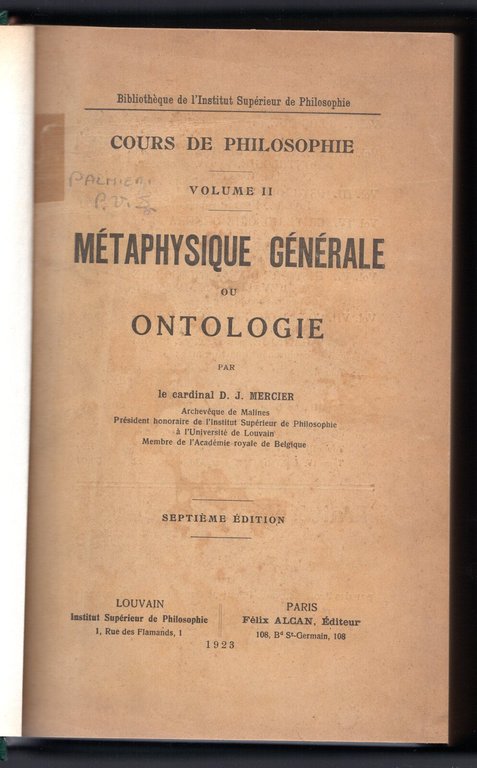 Bibliothèque de l'Institut Supérieur de Philosophie
COURS DE PHILOSOPHIE
VOLUME II
MÉTAPHYSIQUE GÉNÉRALE
OU
ONTOLOGIE
PAR
le cardinal D. J. MERCIER
Archevêque de Malines
Président honoraire de l'Institut Supérieur de Philosophie
à l'Université de Louvain
Membre de l'Académie royale de Belgique
SEPTIÈME ÉDITION
LOUVAIN
Institut Supérieur de Philosophie
1, Rue des Flamands, 1
PARIS
Félix ALCAN, Éditeur
108, Bd St-Germain, 108
1923